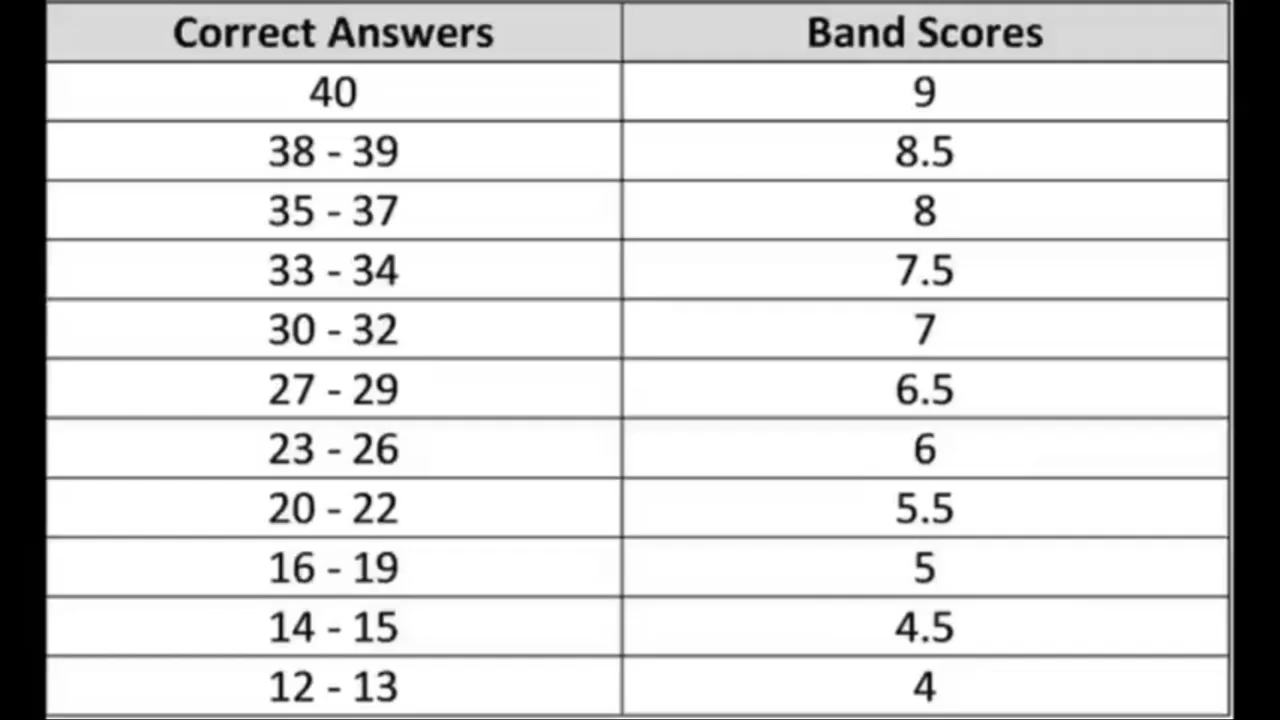 Correct Answers Band Scores
40 9
38 - 39 8.5
35 - 37 8
33 - 34 7.5
30 - 32 7
27 - 29 6.5
23 - 26 6
20 - 22 5.5
16 - 19 5
14 - 15 4.5
12 - 13 4